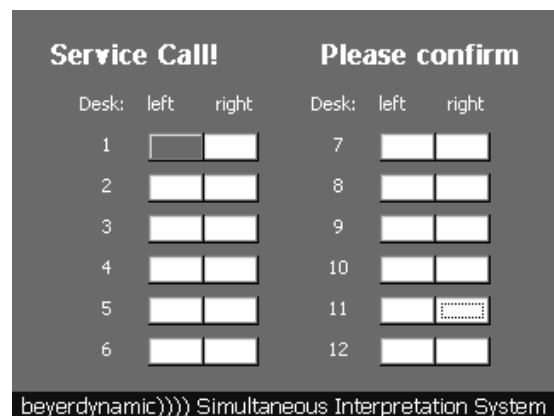 Service Call! Please confirm
Desk: left right Desk: left right
1 7
2 8
3 9
4 10
5 11
6 12
beyerdynamic)))) Simultaneous Interpretation System